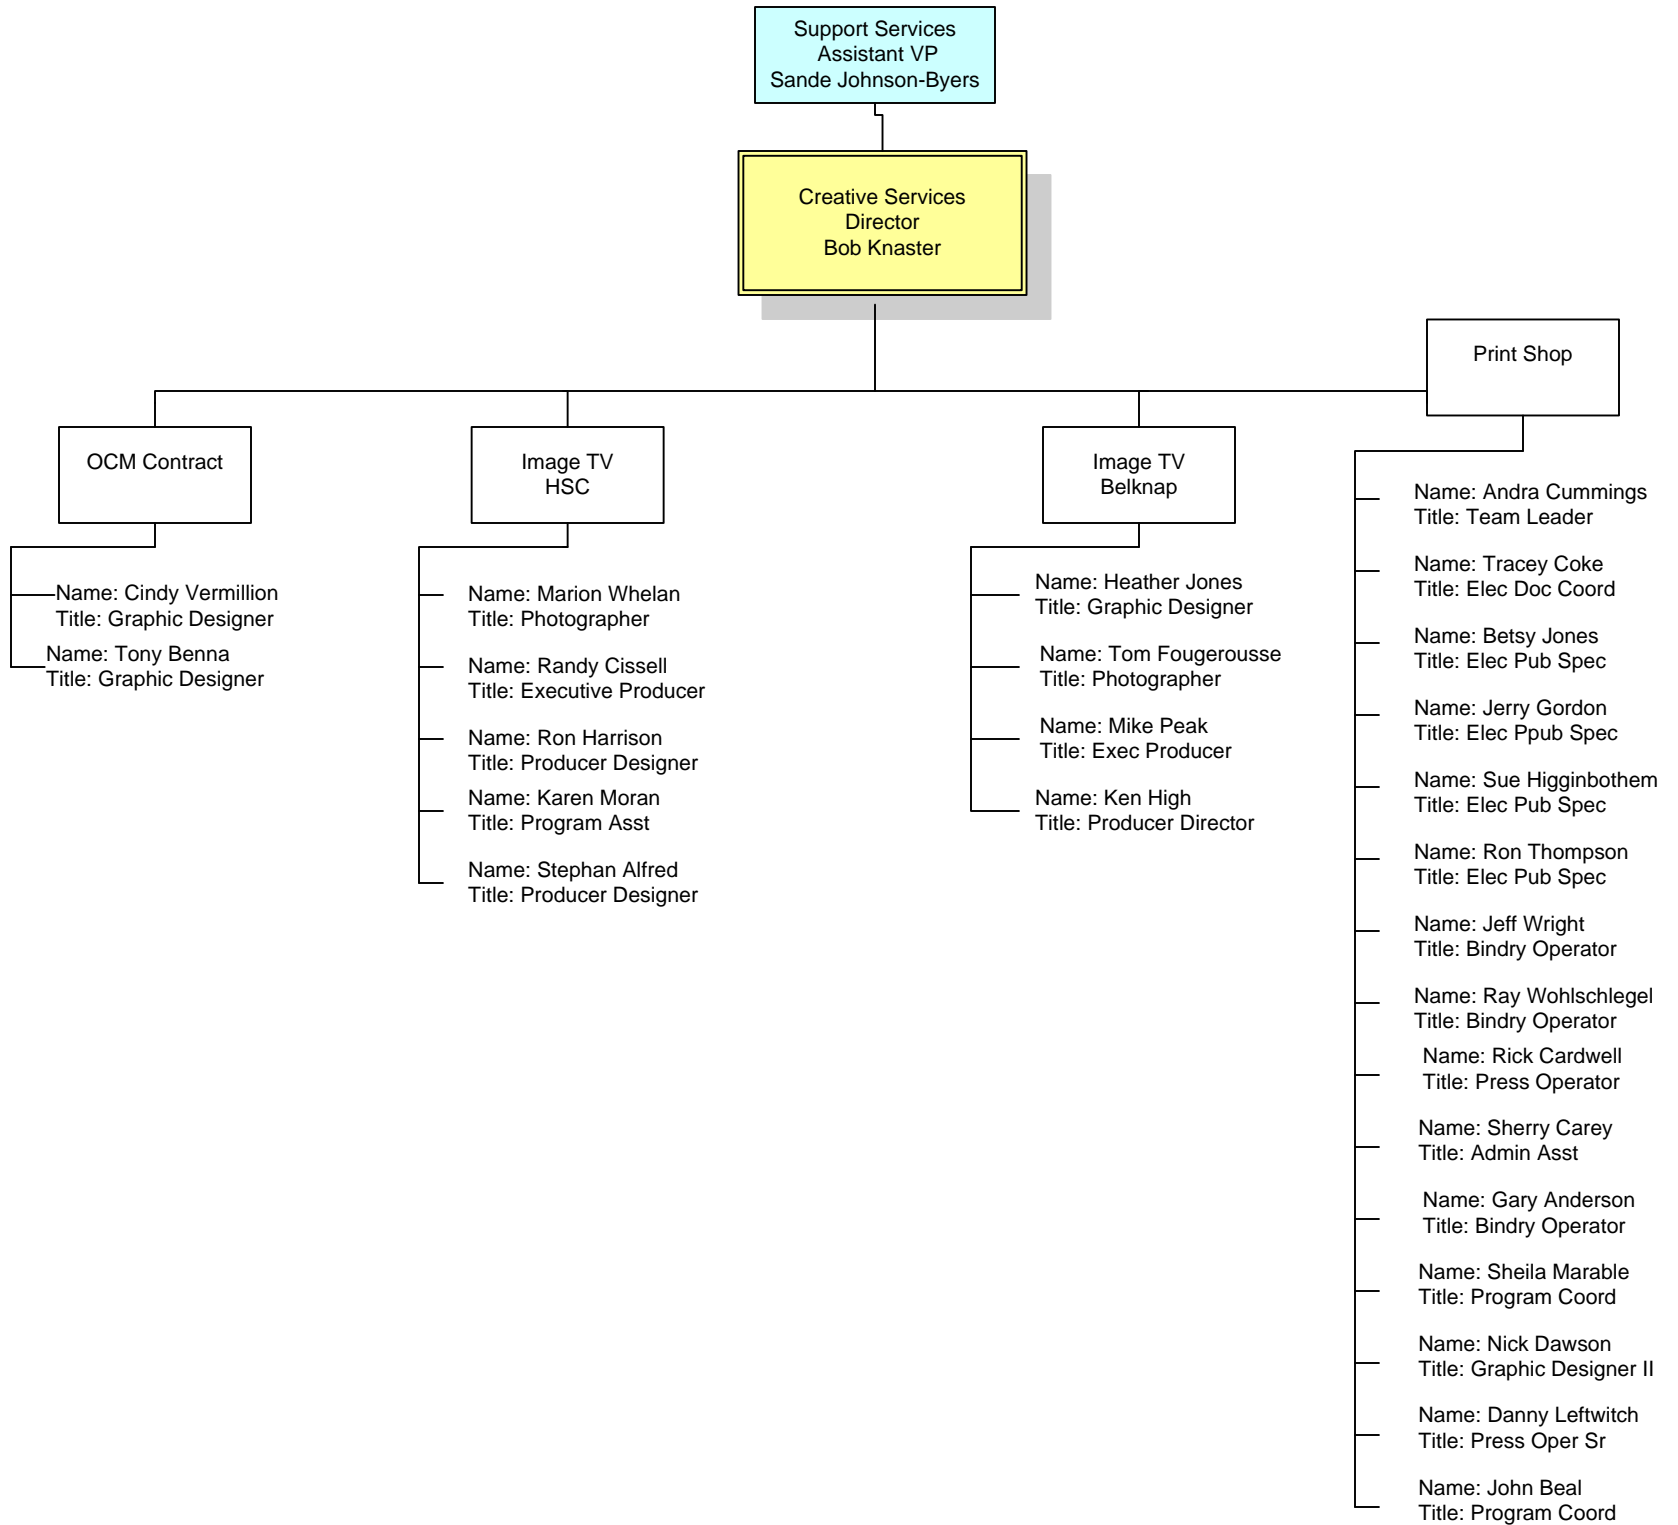 Support Services
Assistant VP
Sande Johnson-Byers
Creative Services
Director
Bob Knaster
Print Shop
OCM Contract
Image TV
HSC
Image TV
Belknap
Name: Cindy Vermillion
Title: Graphic Designer
Name: Tony Benna
Title: Graphic Designer
Name: Marion Whelan
Title: Photographer
Name: Randy Cissell
Title: Executive Producer
Name: Ron Harrison
Title: Producer Designer
Name: Karen Moran
Title: Program Asst
Name: Stephan Alfred
Title: Producer Designer
Name: Heather Jones
Title: Graphic Designer
Name: Tom Fougerousse
Title: Photographer
Name: Mike Peak
Title: Exec Producer
Name: Ken High
Title: Producer Director
Name: Andra Cummings
Title: Team Leader
Name: Tracey Coke
Title: Elec Doc Coord
Name: Betsy Jones
Title: Elec Pub Spec
Name: Jerry Gordon
Title: Elec Ppub Spec
Name: Sue Higginbothem
Title: Elec Pub Spec
Name: Ron Thompson
Title: Elec Pub Spec
Name: Jeff Wright
Title: Bindry Operator
Name: Ray Wohlschlegel
Title: Bindry Operator
Name: Rick Cardwell
Title: Press Operator
Name: Sherry Carey
Title: Admin Asst
Name: Gary Anderson
Title: Bindry Operator
Name: Sheila Marable
Title: Program Coord
Name: Nick Dawson
Title: Graphic Designer II
Name: Danny Leftwitch
Title: Press Oper Sr
Name: John Beal
Title: Program Coord